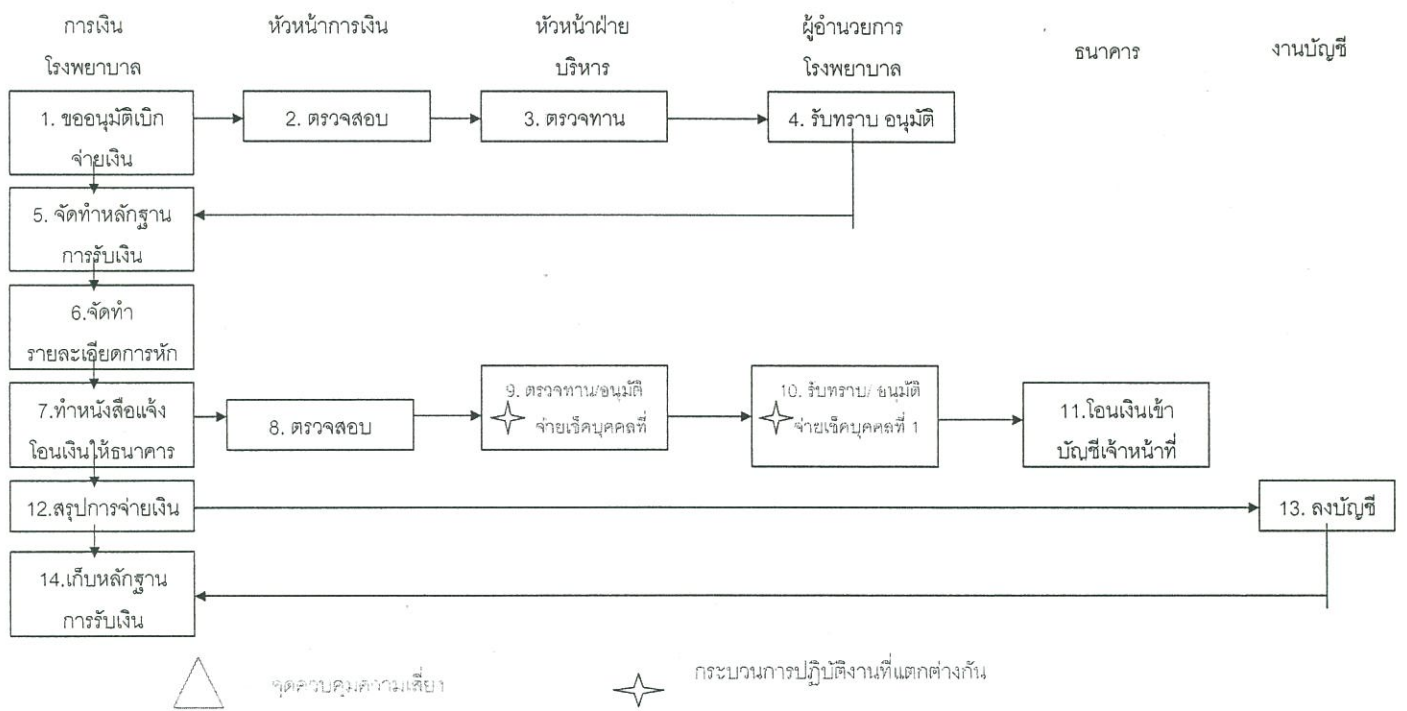 การเงิน
โรงพยาบาล
หัวหน้าการเงิน
หัวหน้าฝ่าย
บริหาร
ผู้อำนวยการ
โรงพยาบาล
ธนาคาร
งานบัญชี
1. ขออนุมัติเบิก
จ่ายเงิน
2. ตรวจสอบ
3. ตรวจทาน
4. รับทราบ อนุมัติ
5. จัดทำหลักฐาน
การรับเงิน
6.จัดทำ
รายละเอียดการหัก
7.ทำหนังสือแจ้ง
โอนเงินให้ธนาคาร
8. ตรวจสอบ
9. ตรวจทาน/อนุมัติ
จ่ายเช็คบุคคลที่
10. รับทราบ/ อนุมัติ
จ่ายเช็คบุคคลที่ 1
11.โอนเงินเข้า
บัญชีเจ้าหน้าที่
12.สรุปการจ่ายเงิน
13. ลงบัญชี
14.เก็บหลักฐาน
การรับเงิน
จุดควบคุมความเสี่ยง
กระบวนการปฏิบัติงานที่แตกต่างกัน